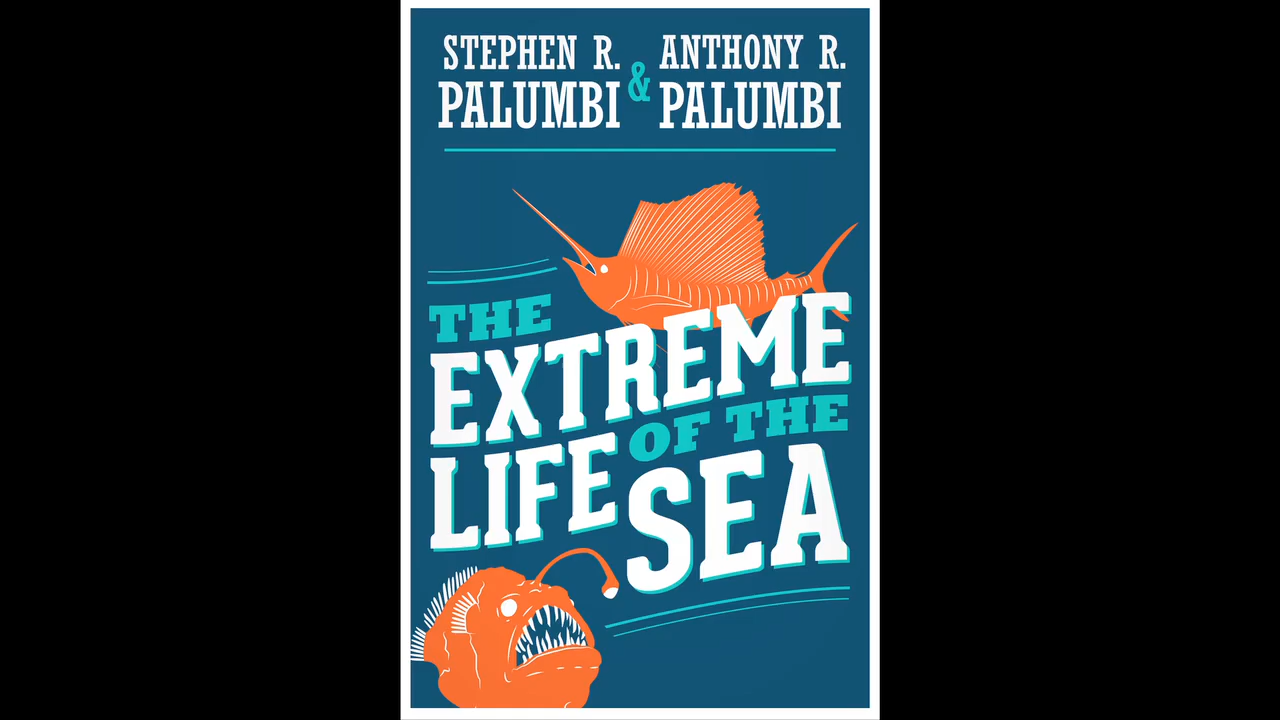 STEPHEN R.
PALUMBI
&
ANTHONY R.
PALUMBI
THE
EXTREME
LIFE OF THE
SEA